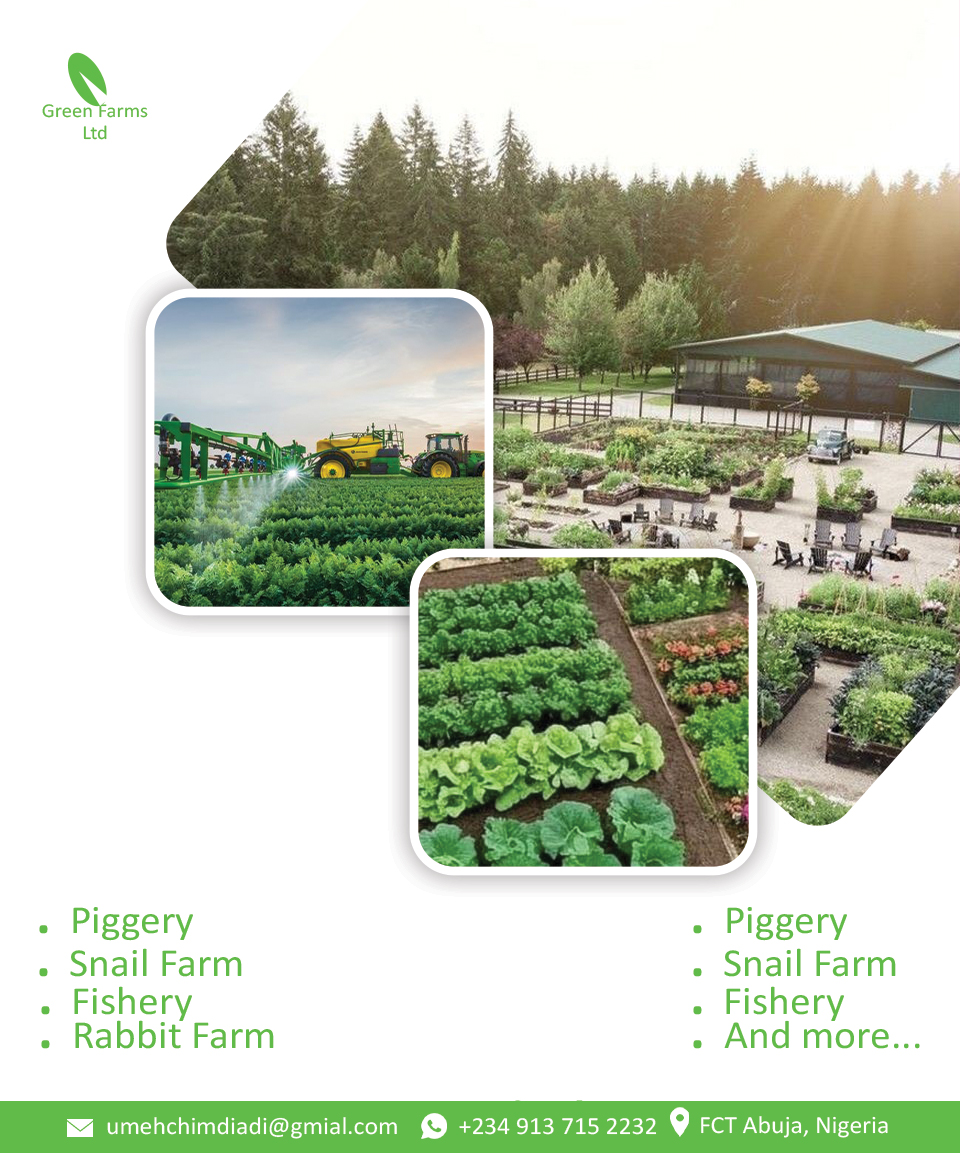 Green Farms
Ltd
. Piggery
. Snail Farm
. Fishery
. Rabbit Farm
. Piggery
. Snail Farm
. Fishery
. And more...
umehchimdiadi@gmial.com
+234 913 715 2232
FCT Abuja, Nigeria